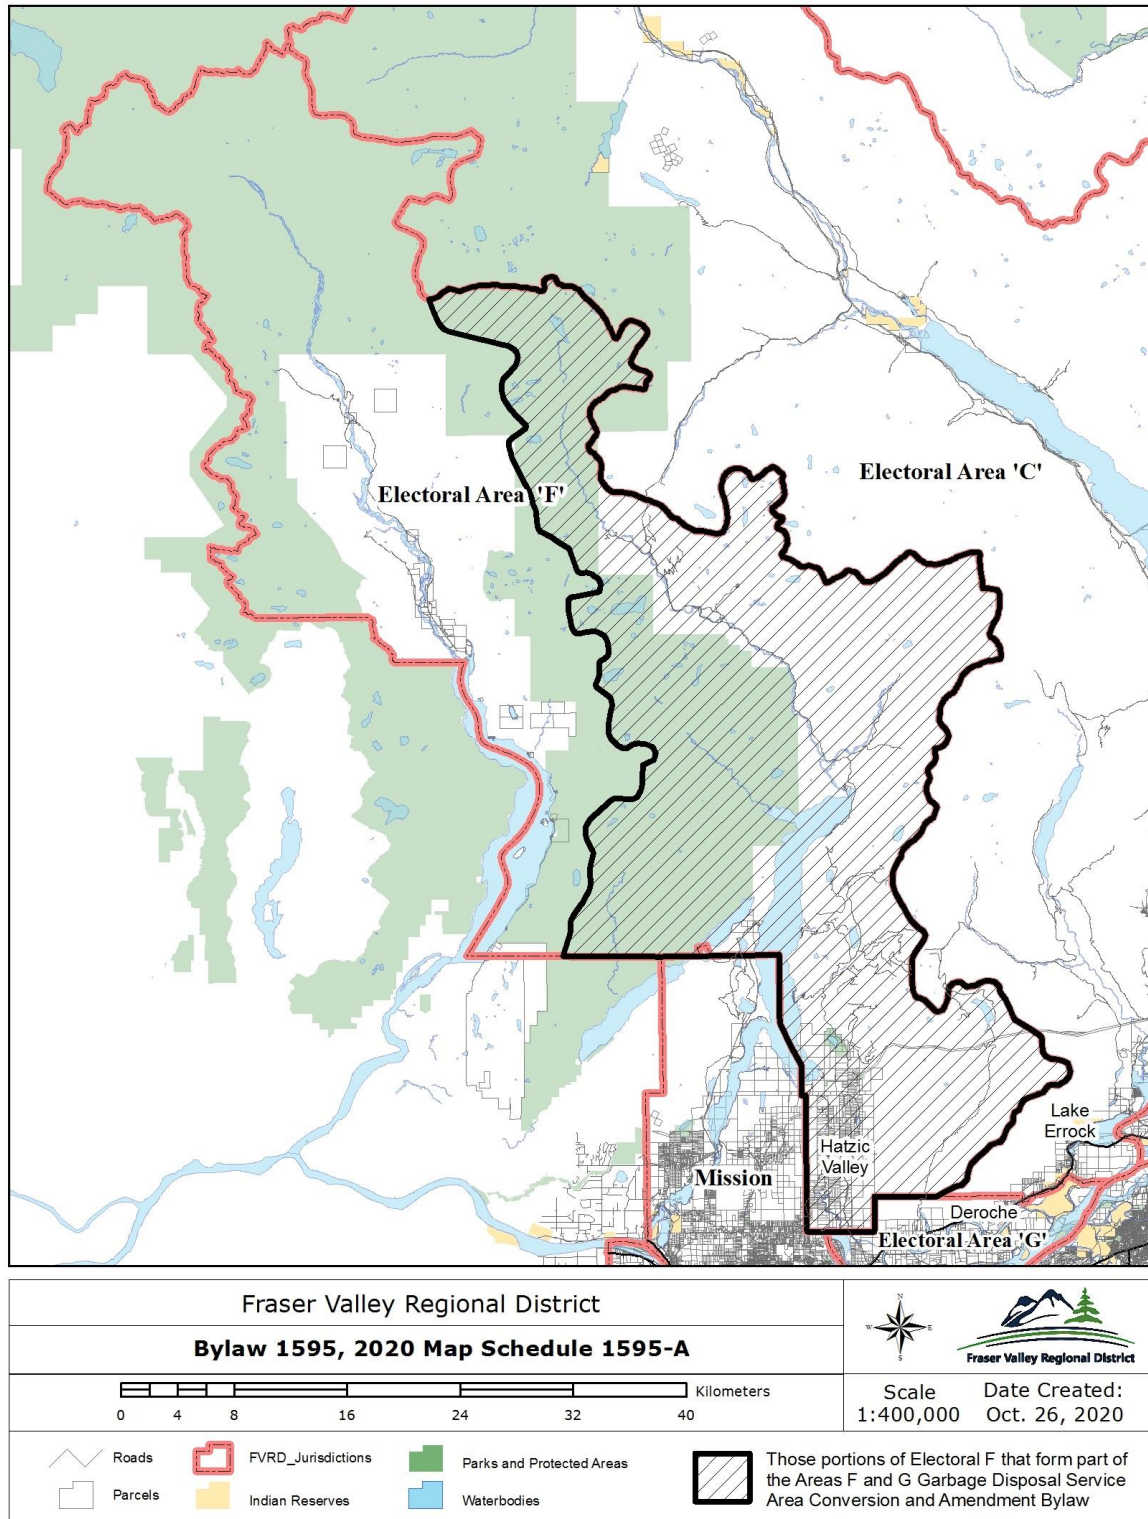 Electoral Area 'C'
Electoral Area 'F'
Lake
Errock
Hatzic
Valley
Mission
Deroche
Electoral Area 'G'
Fraser Valley Regional District
Bylaw 1595, 2020 Map Schedule 1595-A
N
W E
S
Fraser Valley Regional District
Kilometers
0 4 8 16 24 32 40
Scale
1:400,000
Date Created:
Oct. 26, 2020
Roads
FVRD_Jurisdictions
Parks and Protected Areas
Parcels
Indian Reserves
Waterbodies
Those portions of Electoral F that form part of
the Areas F and G Garbage Disposal Service
Area Conversion and Amendment Bylaw